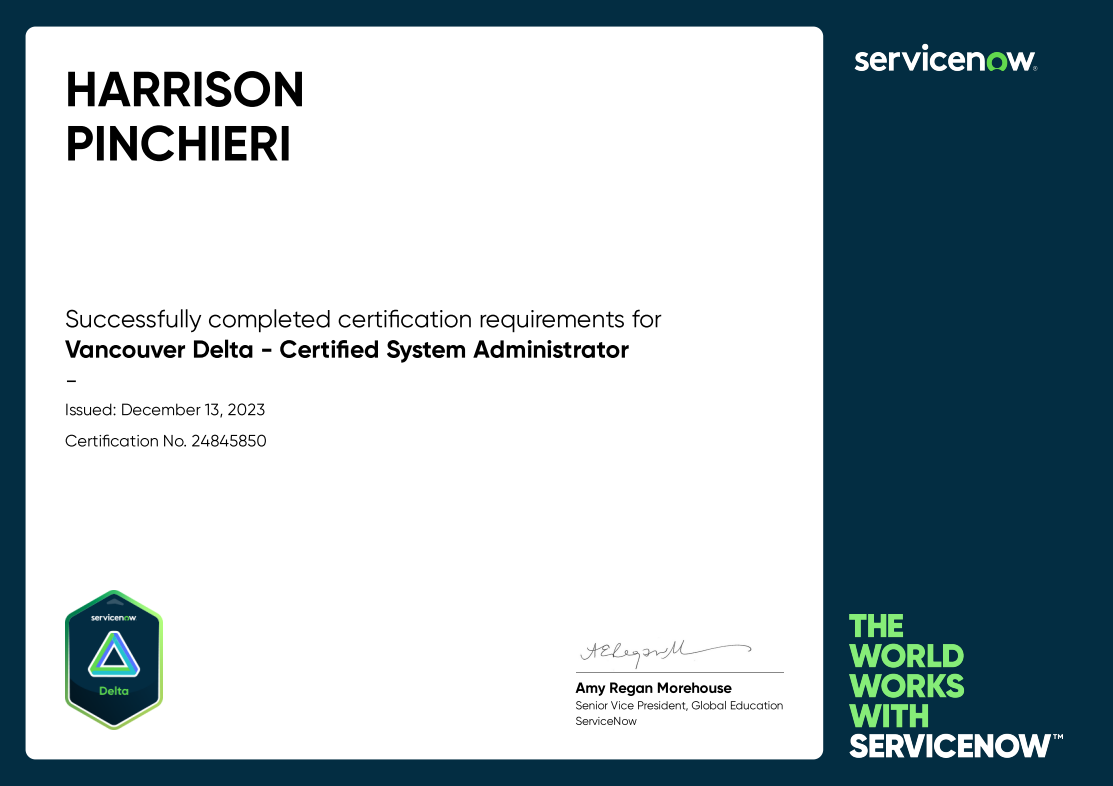 HARRISON
PINCHIERI
Successfully completed certification requirements for
Vancouver Delta - Certified System Administrator
–
Issued: December 13, 2023
Certification No. 24845850
servicenow
Delta
Amy Regan Morehouse
Senior Vice President, Global Education
ServiceNow
servicenow®
THE
WORLD
WORKS
WITH
SERVICENOW™